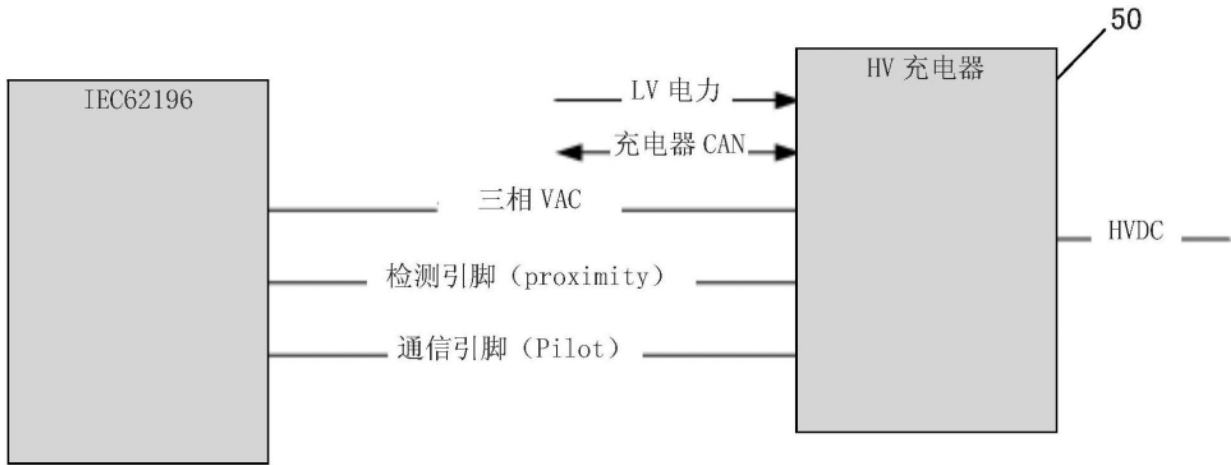 50
IEC62196
HV 充电器
LV 电力
充电器 CAN
三相 VAC
HVDC
检测引脚（proximity）
通信引脚（Pilot）